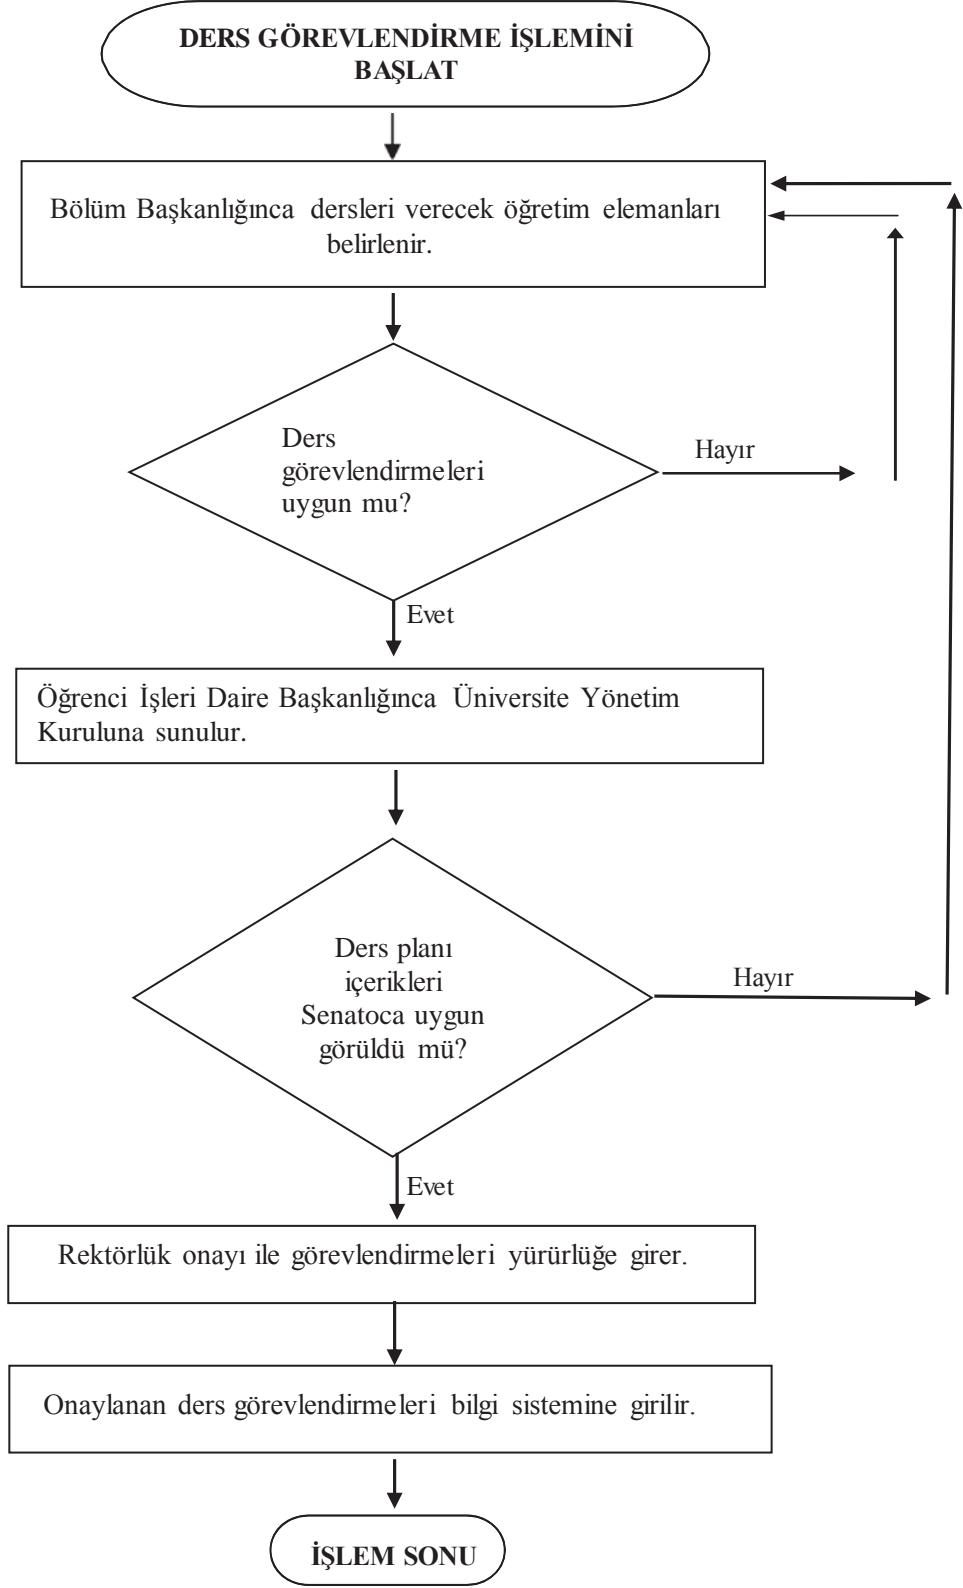 DERS GÖREVLENDİRME İŞLEMİNİ
BAŞLAT
Bölüm Başkanlığınca dersleri verecek öğretim elemanları
belirlenir.
Ders
görevlendirmeleri
uygun mu?
Hayır
Evet
Öğrenci İşleri Daire Başkanlığınca Üniversite Yönetim
Kuruluna sunulur.
Ders planı
içerikleri
Senatoca uygun
görüldü mü?
Hayır
Evet
Rektörlük onayı ile görevlendirmeleri yürürlüğe girer.
Onaylanan ders görevlendirmeleri bilgi sistemine girilir.
İŞLEM SONU